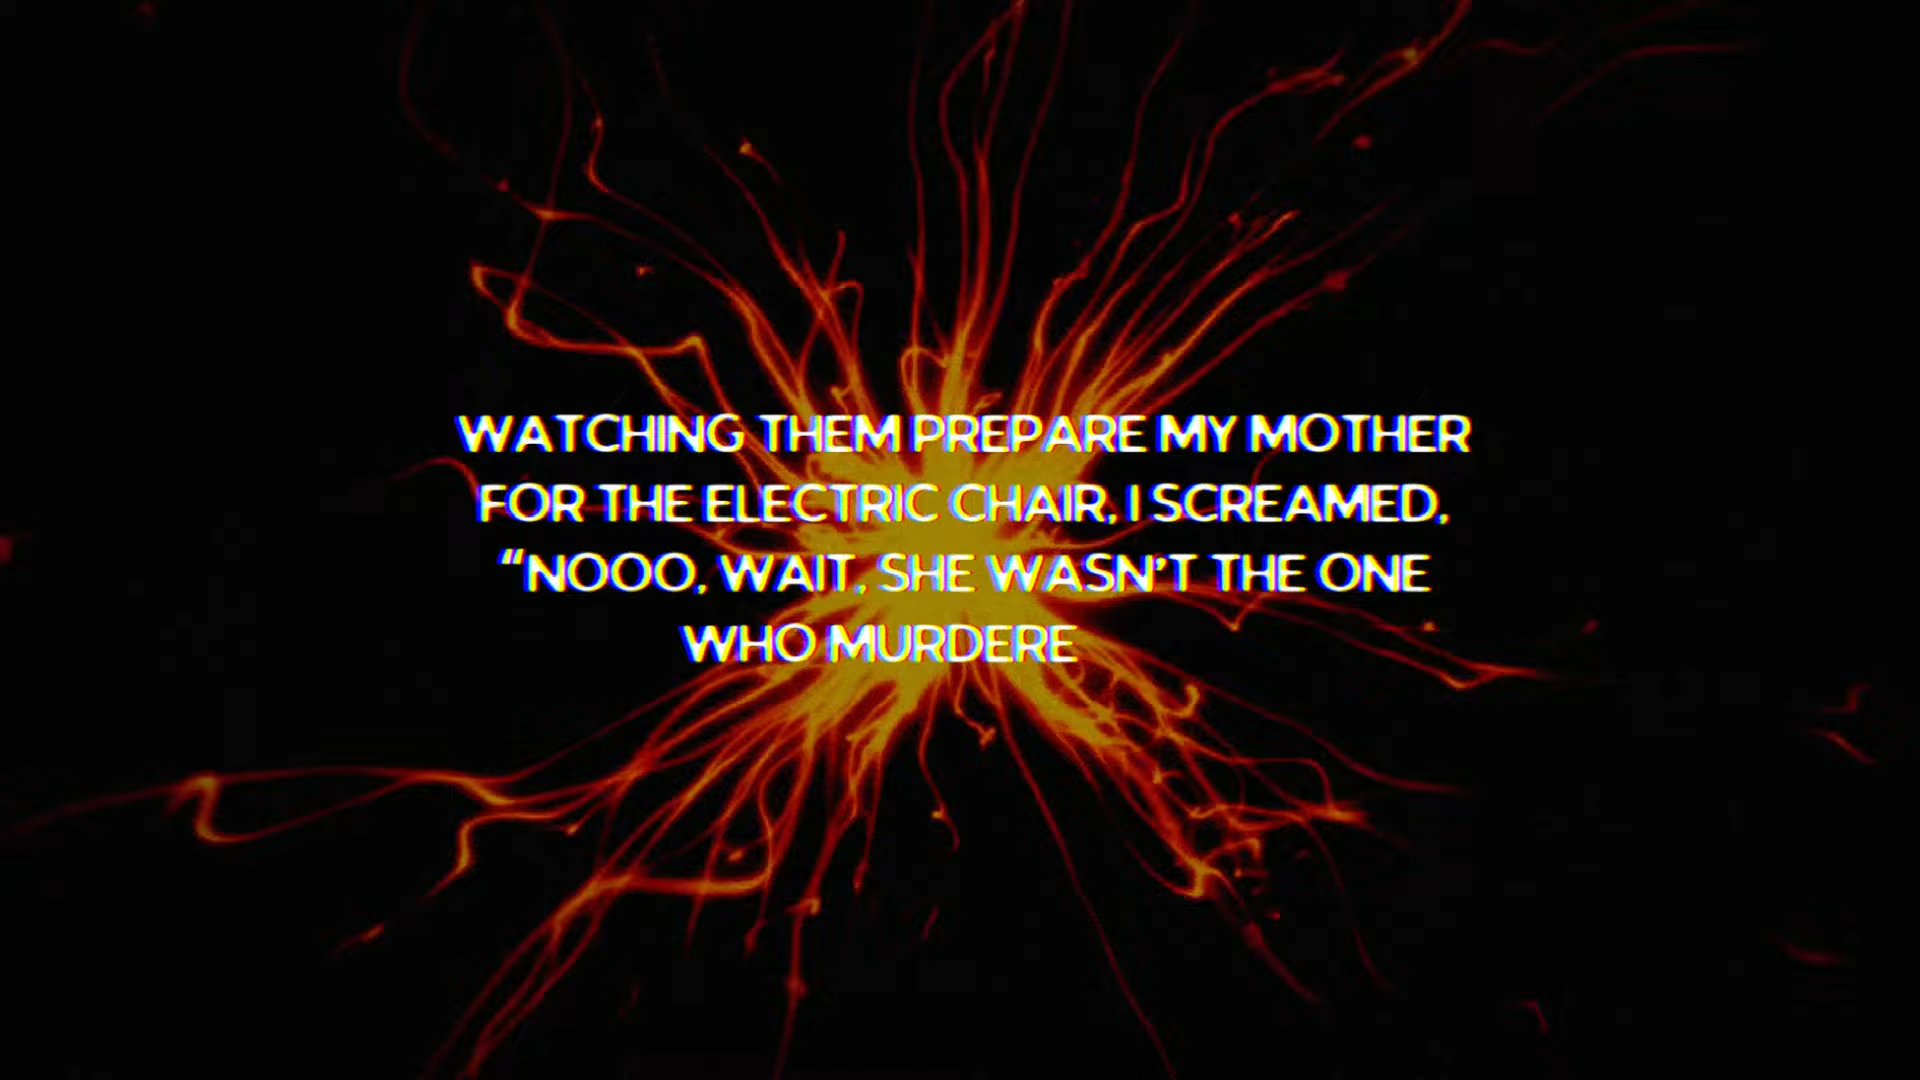 WATCHING THEM PREPARE MY MOTHER
FOR THE ELECTRIC CHAIR, I SCREAMED,
“NOOO, WAIT, SHE WASN’T THE ONE
WHO MURDERE